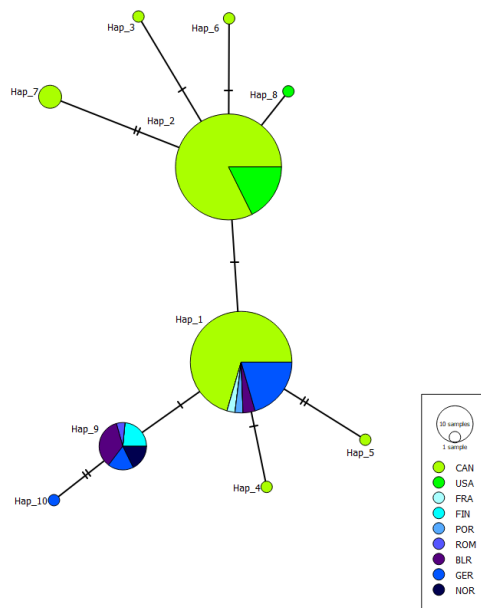 Hap_3
Hap_6
Hap_7
Hap_8
Hap_2
Hap_1
Hap_9
Hap_5
Hap_4
Hap_10
10 samples
1 sample
CAN
USA
FRA
FIN
POR
ROM
BLR
GER
NOR